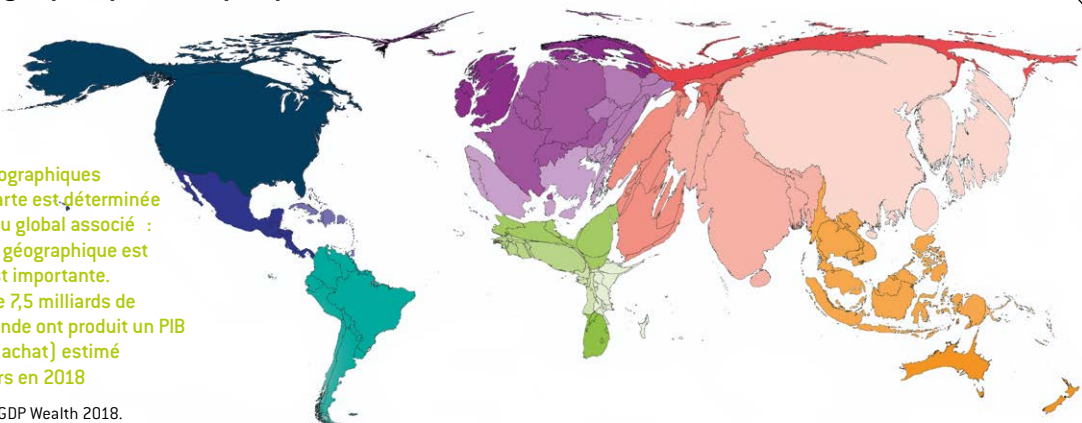 ographiques
arte est déterminée
u global associé :
géographique est
st importante.
e 7,5 milliards de
nde ont produit un PIB
achat) estimé
rs en 2018
GDP Wealth 2018.